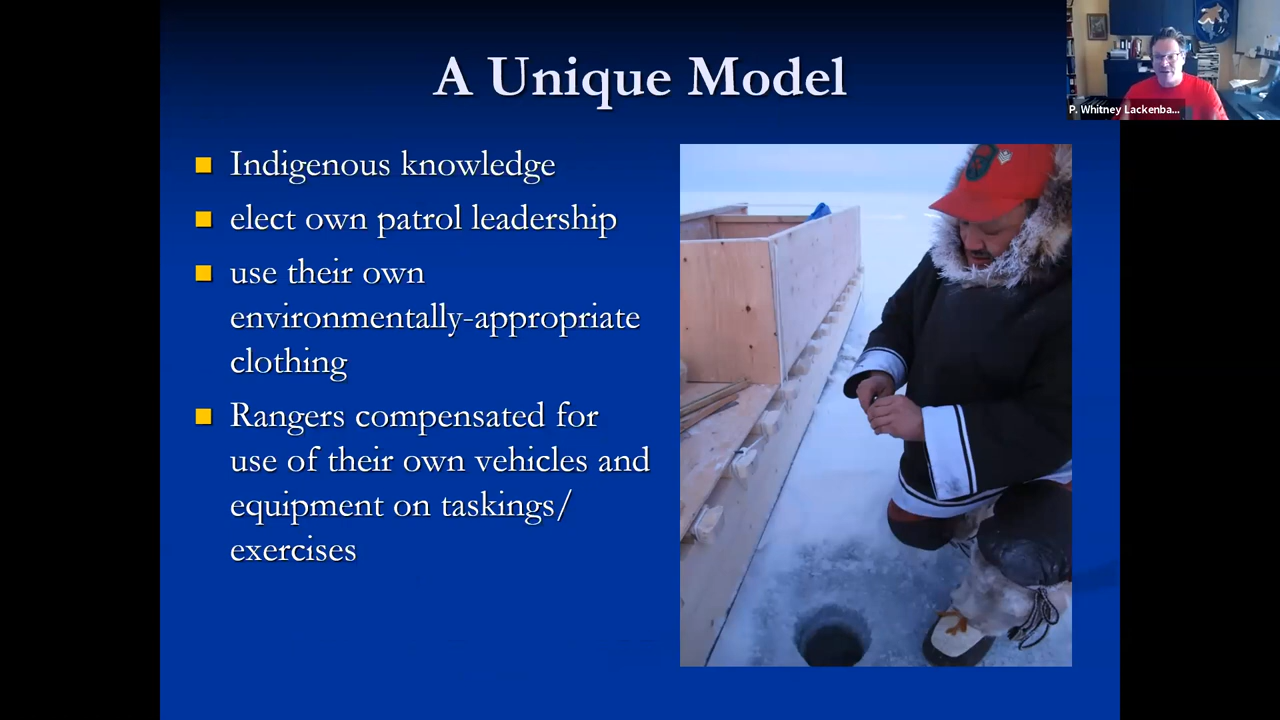 A Unique Model
P. Whitney Lackenba...
Indigenous knowledge
elect own patrol leadership
use their own
environmentally-appropriate
clothing
Rangers compensated for
use of their own vehicles and
equipment on taskings/
exercises